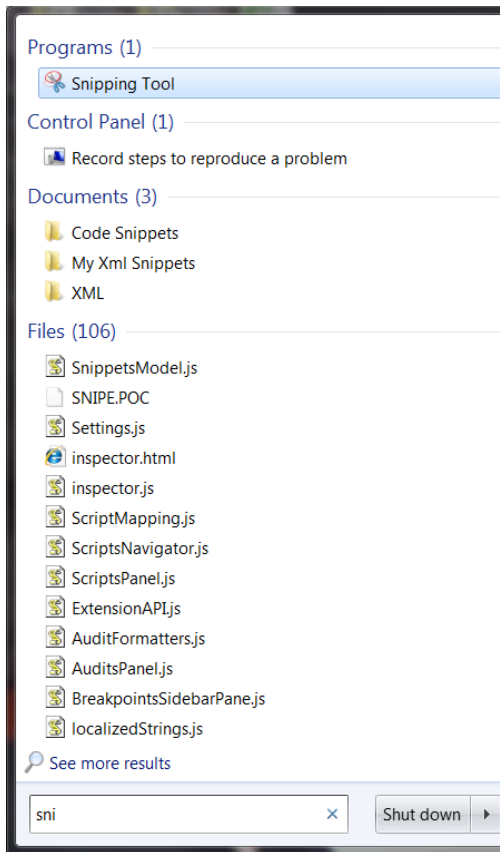 Programs (1)
Snipping Tool
Control Panel (1)
Record steps to reproduce a problem
Documents (3)
Code Snippets
My Xml Snippets
XML
Files (106)
SnippetsModel.js
SNIPE.POC
Settings.js
inspector.html
inspector.js
ScriptMapping.js
ScriptsNavigator.js
ScriptsPanel.js
ExtensionAPI.js
AuditFormatters.js
AuditsPanel.js
BreakpointsSidebarPane.js
localizedStrings.js
See more results
sni Shut down